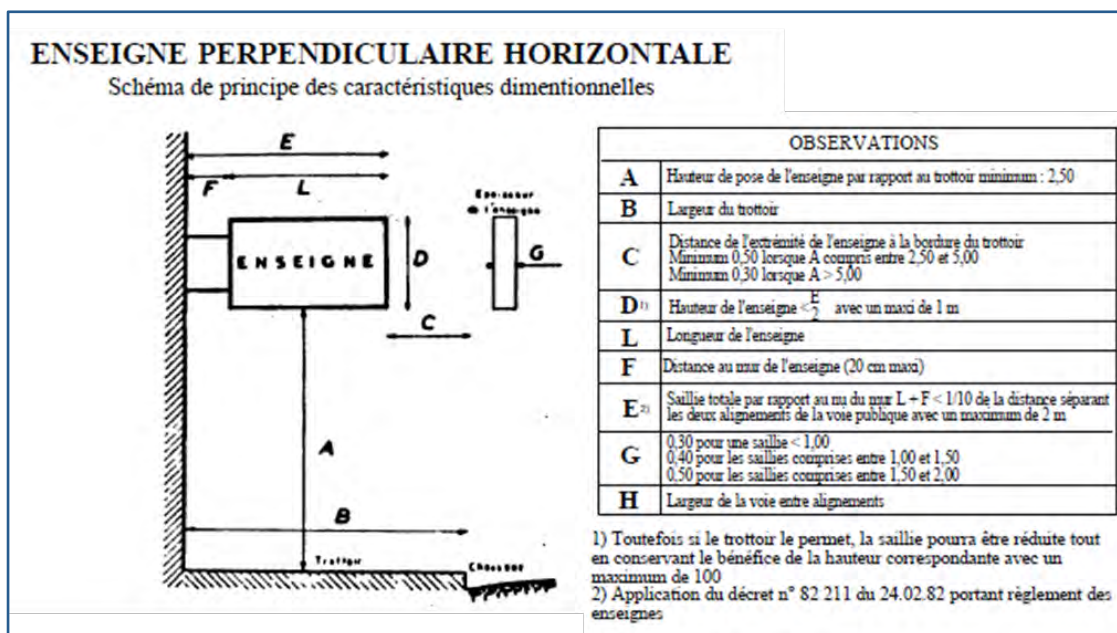 ENSEIGNE PERPENDICULAIRE HORIZONTALE
Schéma de principe des caractéristiques dimentionnelles
E
F
L
Epaisseur
de l'enseigne
ENSEIGNE
D
G
C
A
B
Trottoir
Chaussée
OBSERVATIONS
A Hauteur de pose de l'enseigne par rapport au trottoir minimum : 2,50
B Largeur du trottoir
C Distance de l'extrémité de l'enseigne à la bordure du trottoir
Minimum 0,50 lorsque A compris entre 2,50 et 5,00
Minimum 0,30 lorsque A > 5,00
D 1) Hauteur de l'enseigne < E/2 avec un maxi de 1 m
L Longueur de l'enseigne
F Distance au mur de l'enseigne (20 cm maxi)
E 2) Saillie totale par rapport au nu du mur L + F < 1/10 de la distance séparant
les deux alignements de la voie publique avec un maximum de 2 m
G 0,30 pour une saillie < 1,00
0,40 pour les saillies comprises entre 1,00 et 1,50
0,50 pour les saillies comprises entre 1,50 et 2,00
H Largeur de la voie entre alignements
1) Toutefois si le trottoir le permet, la saillie pourra être réduite tout
en conservant le bénéfice de la hauteur correspondante avec un
maximum de 100
2) Application du décret n° 82 211 du 24.02.82 portant règlement des
enseignes